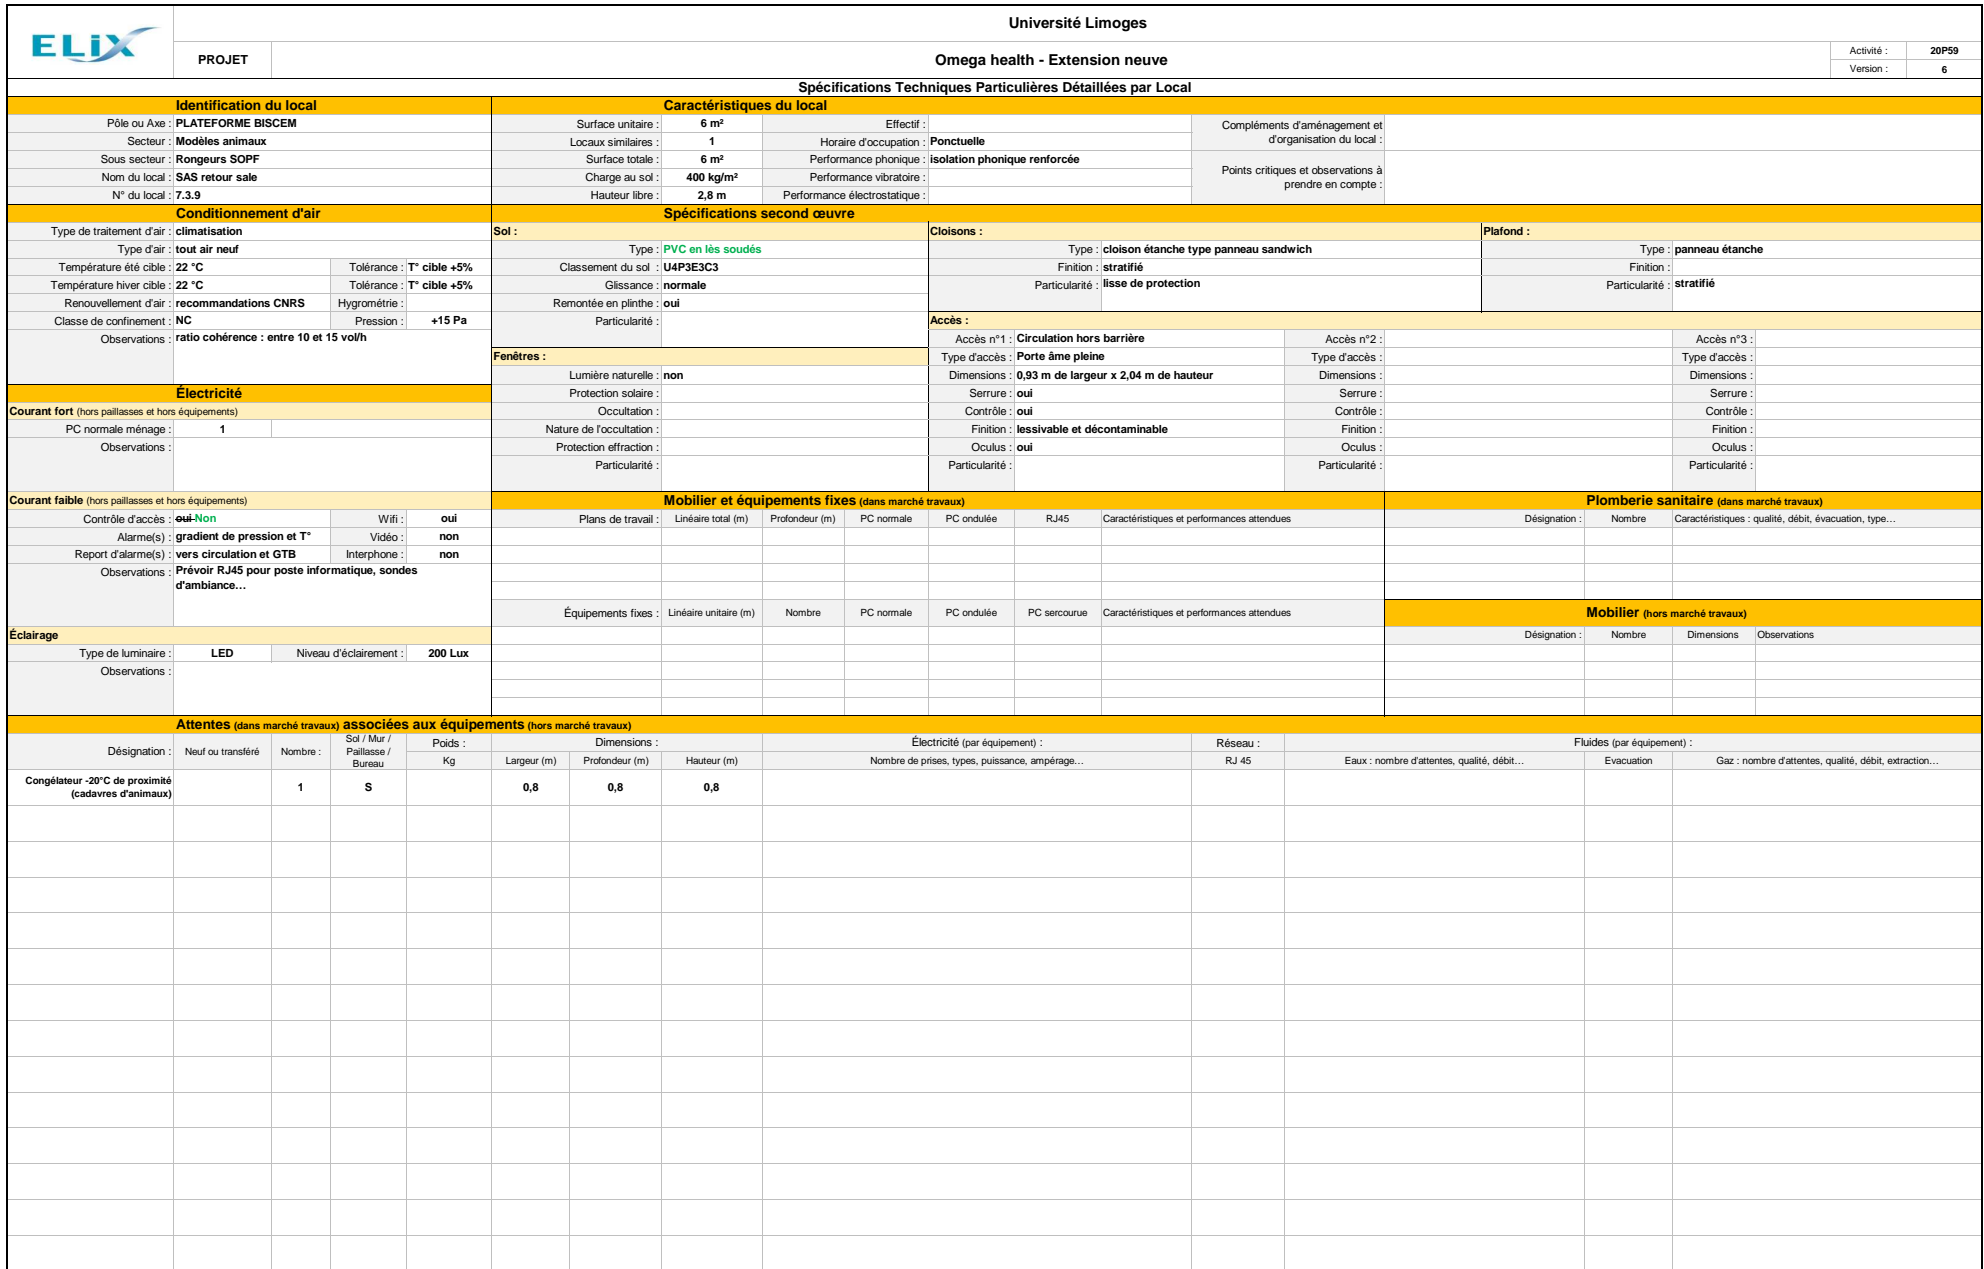 ELiX
Université Limoges
PROJET
Omega health - Extension neuve
Activité : 20P59
Version : 6
Spécifications Techniques Particulières Détaillées par Local
Identification du local
Pôle ou Axe : PLATEFORME BISCEM
Secteur : Modèles animaux
Sous secteur : Rongeurs SOPF
Nom du local : SAS retour sale
N° du local : 7.3.9
Caractéristiques du local
Surface unitaire : 6 m²
Locaux similaires : 1
Surface totale : 6 m²
Charge au sol : 400 kg/m²
Hauteur libre : 2,8 m
Effectif :
Horaire d'occupation : Ponctuelle
Performance phonique : isolation phonique renforcée
Performance vibratoire :
Performance électrostatique :
Compléments d'aménagement et
d'organisation du local :
Points critiques et observations à
prendre en compte :
Conditionnement d'air
Type de traitement d'air : climatisation
Type d'air : tout air neuf
Température été cible : 22 °C Tolérance : T° cible +5%
Température hiver cible : 22 °C Tolérance : T° cible +5%
Renouvellement d'air : recommandations CNRS Hygrométrie :
Classe de confinement : NC Pression : +15 Pa
Observations : ratio cohérence : entre 10 et 15 vol/h
Spécifications second œuvre
Sol :
Type : PVC en lès soudés
Classement du sol : U4P3E3C3
Glissance : normale
Remontée en plinthe : oui
Particularité :
Cloisons :
Type : cloison étanche type panneau sandwich
Finition : stratifié
Particularité : lisse de protection
Plafond :
Type : panneau étanche
Finition :
Particularité : stratifié
Fenêtres :
Lumière naturelle : non
Protection solaire :
Occultation :
Nature de l'occultation :
Protection effraction :
Particularité :
Accès :
Accès n°1 : Circulation hors barrière
Type d'accès : Porte âme pleine
Dimensions : 0,93 m de largeur x 2,04 m de hauteur
Serrure : oui
Contrôle : oui
Finition : lessivable et décontaminable
Oculus : oui
Particularité :
Accès n°2 :
Type d'accès :
Dimensions :
Serrure :
Contrôle :
Finition :
Oculus :
Particularité :
Accès n°3 :
Type d'accès :
Dimensions :
Serrure :
Contrôle :
Finition :
Oculus :
Particularité :
Électricité
Courant fort (hors paillasses et hors équipements)
PC normale ménage : 1
Observations :
Courant faible (hors paillasses et hors équipements)
Contrôle d'accès : oui Non Wifi : oui
Alarme(s) : gradient de pression et T° Vidéo : non
Report d'alarme(s) : vers circulation et GTB Interphone : non
Observations : Prévoir RJ45 pour poste informatique, sondes
d'ambiance…
Éclairage
Type de luminaire : LED Niveau d'éclairement : 200 Lux
Observations :
Mobilier et équipements fixes (dans marché travaux)
Plans de travail : Linéaire total (m) Profondeur (m) PC normale PC ondulée RJ45 Caractéristiques et performances attendues
Équipements fixes : Linéaire unitaire (m) Nombre PC normale PC ondulée PC sercourue Caractéristiques et performances attendues
Plomberie sanitaire (dans marché travaux)
Désignation : Nombre Caractéristiques : qualité, débit, évacuation, type…
Mobilier (hors marché travaux)
Désignation : Nombre Dimensions Observations
Attentes (dans marché travaux) associées aux équipements (hors marché travaux)
Désignation : Neuf ou transféré Nombre :
Sol / Mur /
Paillasse /
Bureau
Poids : Dimensions : Électricité (par équipement) : Réseau : Fluides (par équipement) :
Kg Largeur (m) Profondeur (m) Hauteur (m) Nombre de prises, types, puissance, ampérage… RJ 45 Eaux : nombre d'attentes, qualité, débit… Evacuation Gaz : nombre d'attentes, qualité, débit, extraction…
Congélateur -20°C de proximité
(cadavres d'animaux)
1 S 0,8 0,8 0,8